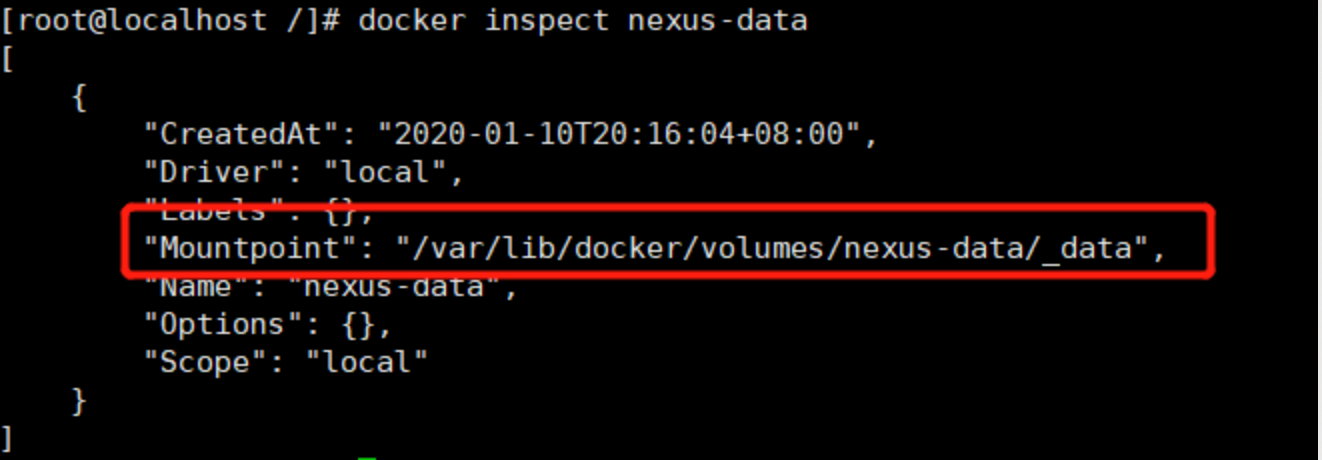 [root@localhost /]# docker inspect nexus-data
[
    {
        "CreatedAt": "2020-01-10T20:16:04+08:00",
        "Driver": "local",
        "Labels": {},
        "Mountpoint": "/var/lib/docker/volumes/nexus-data/_data",
        "Name": "nexus-data",
        "Options": {},
        "Scope": "local"
    }
]